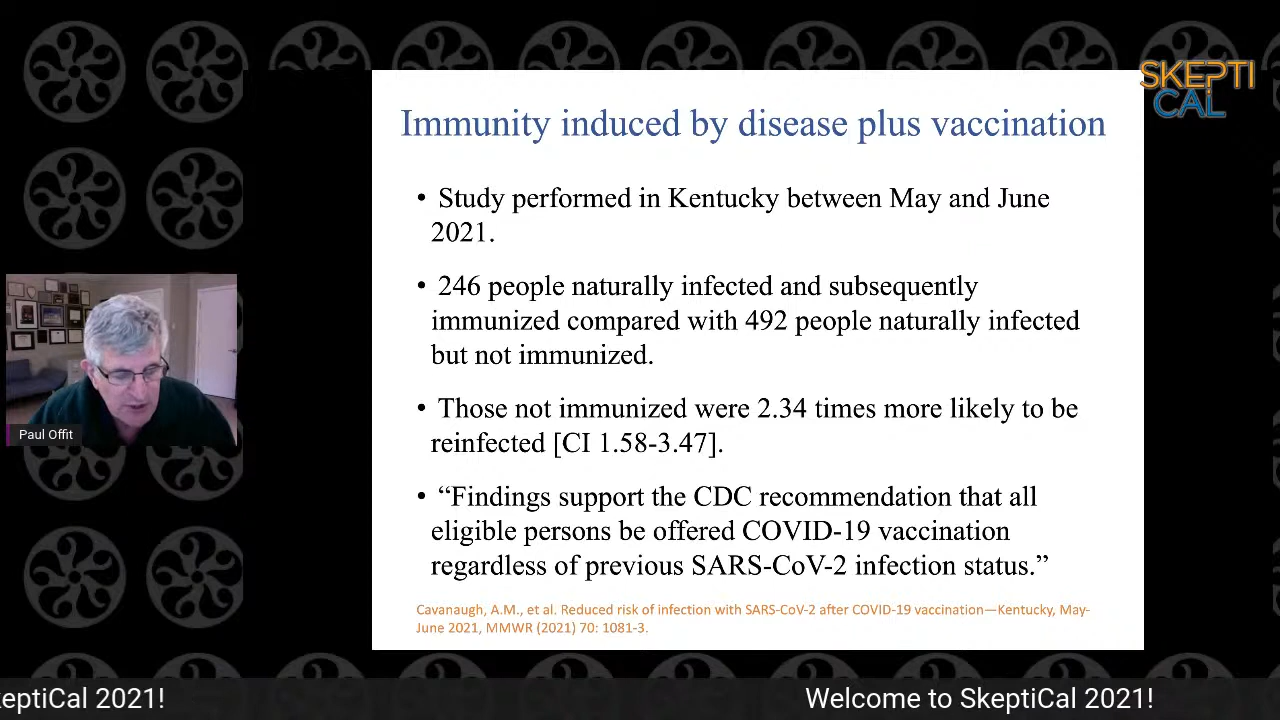 SKEPTI
CAL
Immunity induced by disease plus vaccination
• Study performed in Kentucky between May and June
2021.
• 246 people naturally infected and subsequently
immunized compared with 492 people naturally infected
but not immunized.
• Those not immunized were 2.34 times more likely to be
reinfected [CI 1.58-3.47].
• “Findings support the CDC recommendation that all
eligible persons be offered COVID-19 vaccination
regardless of previous SARS-CoV-2 infection status.”
Cavanaugh, A.M., et al. Reduced risk of infection with SARS-CoV-2 after COVID-19 vaccination—Kentucky, May-
June 2021, MMWR (2021) 70: 1081-3.
Paul Offit
keptiCal 2021!
Welcome to SkeptiCal 2021!